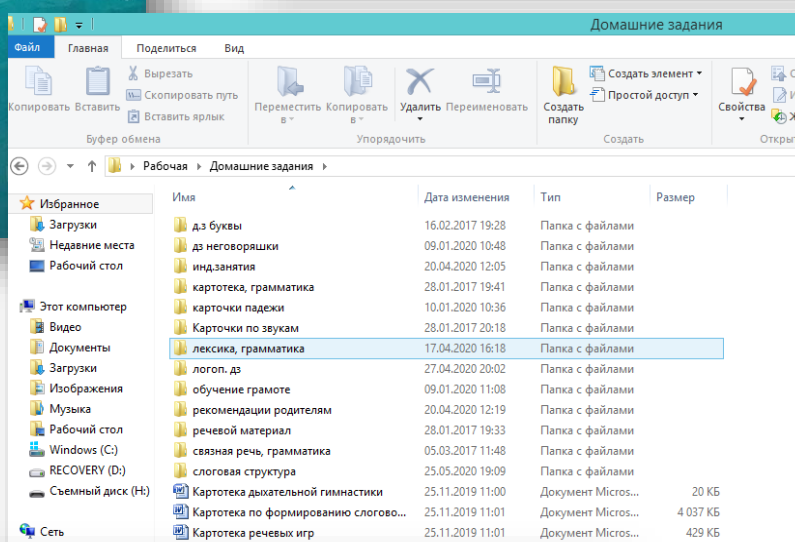 Домашние задания
Файл Главная Поделиться Вид
Копировать Вставить Вырезать Скопировать путь Вставить ярлык
Переместить в Копировать в Удалить Переименовать
Создать папку Создать элемент Простой доступ Свойства
Буфер обмена Упорядочить Создать
Рабочая Домашние задания
Имя Дата изменения Тип Размер
Избранное
Загрузки
Недавние места
Рабочий стол
Этот компьютер
Видео
Документы
Загрузки
Изображения
Музыка
Рабочий стол
Windows (C:)
RECOVERY (D:)
Съемный диск (H:)
Сеть
д.з буквы 16.02.2017 19:28 Папка с файлами
дз неговоряшки 09.01.2020 10:48 Папка с файлами
инд.занятия 20.04.2020 12:05 Папка с файлами
картотека, грамматика 28.01.2017 19:41 Папка с файлами
карточки падежи 10.01.2020 10:36 Папка с файлами
Карточки по звукам 28.01.2017 20:18 Папка с файлами
лексика, грамматика 17.04.2020 16:18 Папка с файлами
логоп. дз 27.04.2020 20:02 Папка с файлами
обучение грамоте 09.01.2020 11:08 Папка с файлами
рекомендации родителям 20.04.2020 12:19 Папка с файлами
речевой материал 28.01.2017 19:33 Папка с файлами
связная речь, грамматика 05.03.2017 11:48 Папка с файлами
слоговая структура 25.05.2020 19:09 Папка с файлами
Картотека дыхательной гимнастики 25.11.2019 11:00 Документ Micros... 20 КБ
Картотека по формированию слогово... 25.11.2019 11:01 Документ Micros... 4 037 КБ
Картотека речевых игр 25.11.2019 11:01 Документ Micros... 429 КБ